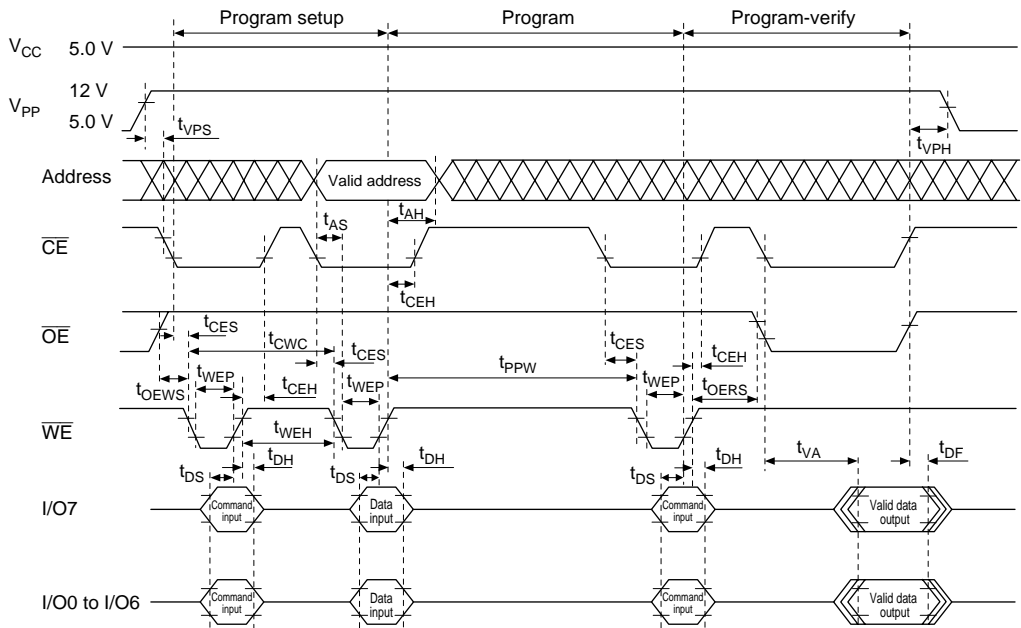 Program setup Program Program-verify
VCC 5.0 V
VPP 12 V
5.0 V
tVPS
tVPH
Address Valid address
tAS tAH
CE
tCEH
OE
tCES tCWC tCES tCES tCEH
tOEWS tWEP tCEH tWEP tPPW tWEP tOERS
WE
tWEH
tDS tDH tDS tDH tDS tDH tVA tDF
I/O7 Command input Data input Command input Valid data output
I/O0 to I/O6 Command input Data input Command input Valid data output